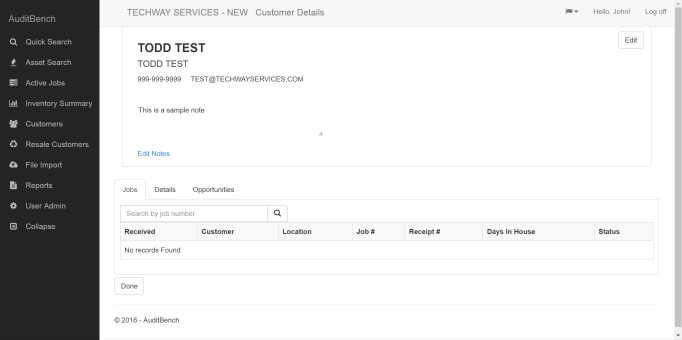 AuditBench
TECHWAY SERVICES - NEW Customer Details
Hello, John!
Log off
Quick Search
Asset Search
Active Jobs
Inventory Summary
Customers
Resale Customers
File Import
Reports
User Admin
Collapse
Edit
TODD TEST
TODD TEST
999-999-9999 TEST@TECHWAYSERVICES.COM
This is a sample note
Edit Notes
Jobs Details Opportunities
Search by job number
Received Customer Location Job # Receipt # Days In House Status
No records Found
Done
© 2016 - AuditBench